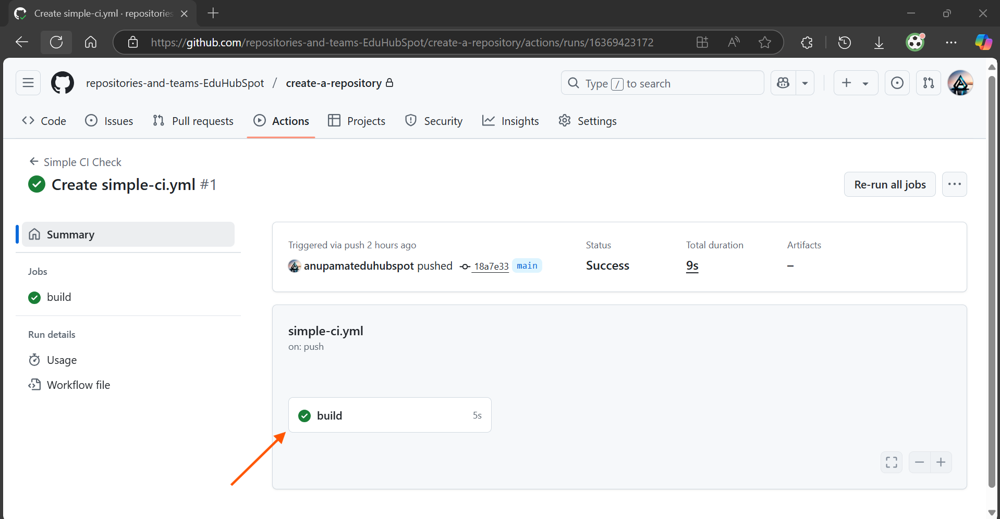 Create simple-ci.yml · repositories
https://github.com/repositories-and-teams-EduHubSpot/create-a-repository/actions/runs/16369423172
repositories-and-teams-EduHubSpot / create-a-repository
Type / to search
Code Issues Pull requests Actions Projects Security Insights Settings
Simple CI Check
Create simple-ci.yml #1
Re-run all jobs
Summary
Jobs
build
Run details
Usage
Workflow file
Triggered via push 2 hours ago
anupamateduhubspot pushed 18a7e33 main
Status
Success
Total duration
9s
Artifacts
–
simple-ci.yml
on: push
build 5s